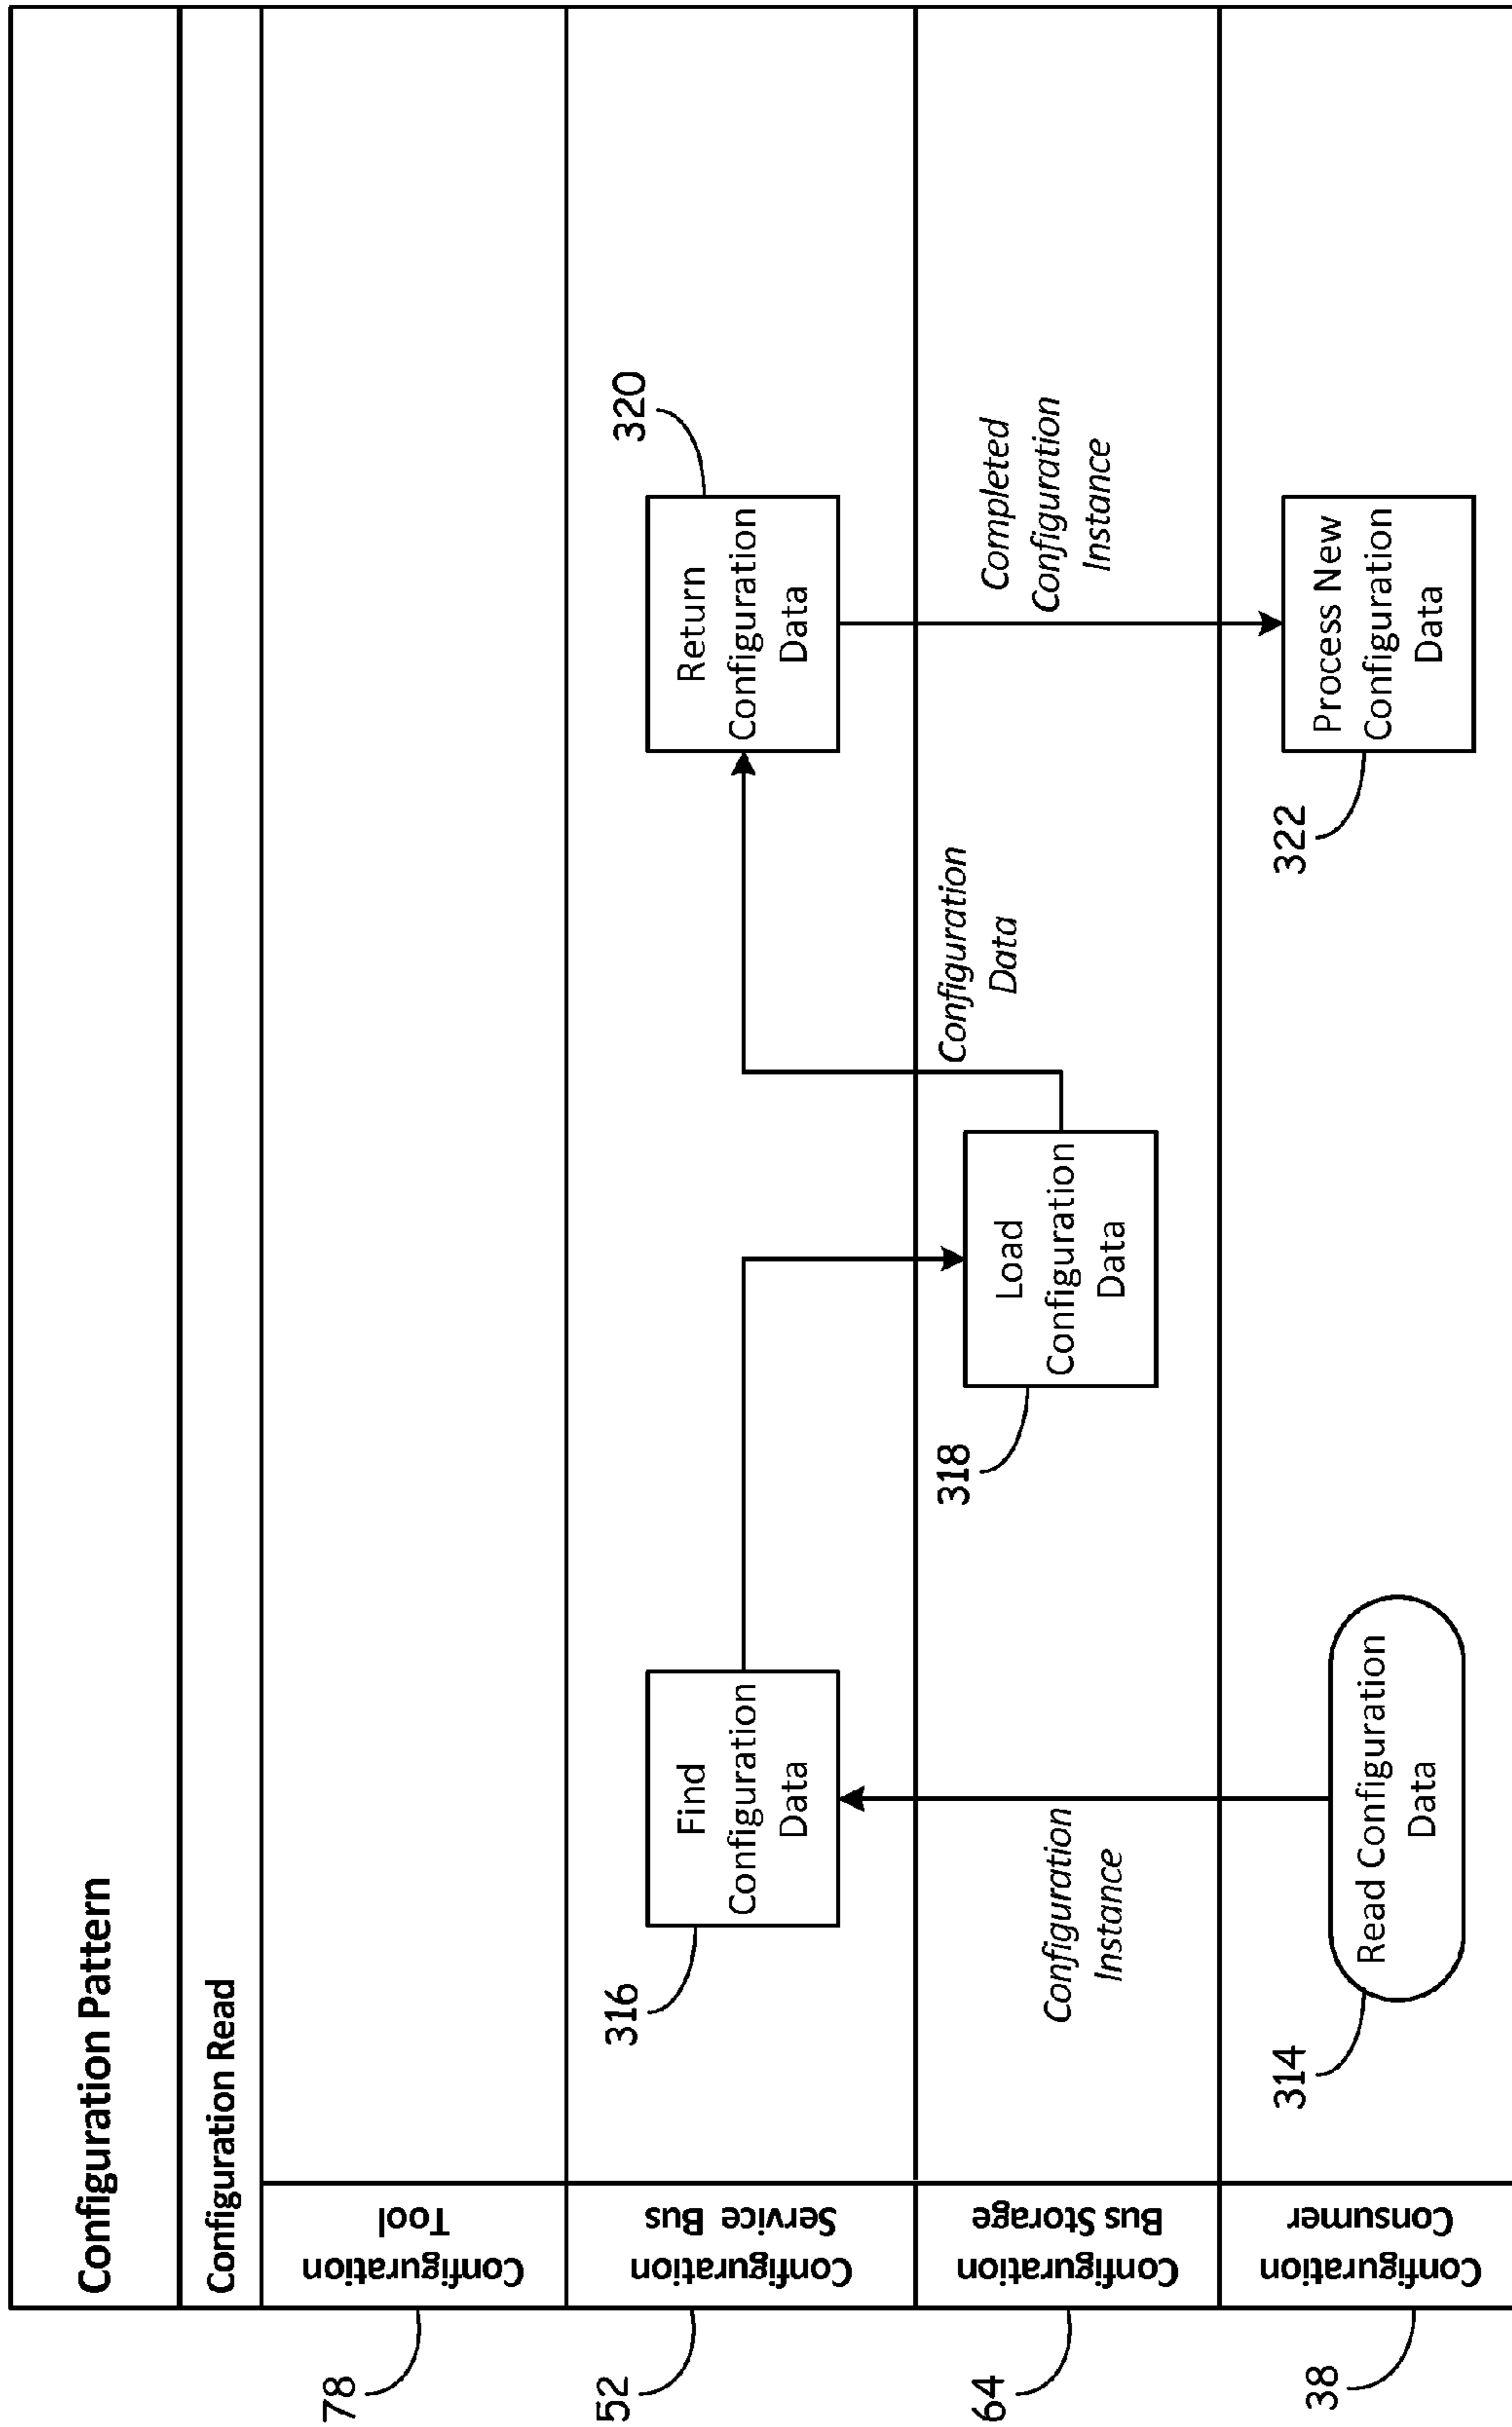 Configuration Pattern
Configuration Read
78
Configuration
Tool
52
Configuration
Service Bus
316
Find
Configuration
Data
320
Return
Configuration
Data
64
Configuration
Bus Storage
Configuration
Instance
318
Load
Configuration
Data
Configuration
Data
Completed
Configuration
Instance
38
Configuration
Consumer
314
Read Configuration
Data
322
Process New
Configuration
Data